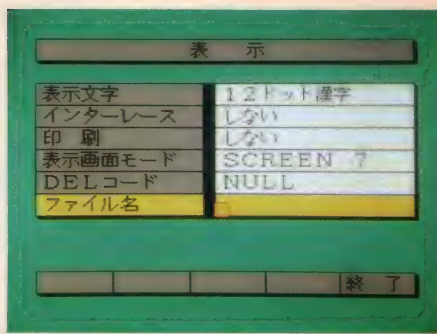 表 示
表示文字 12ドット漢字
インターレース しない
印 刷 しない
表示画面モード SCREEN 7
DELコード NULL
ファイル名
終 了